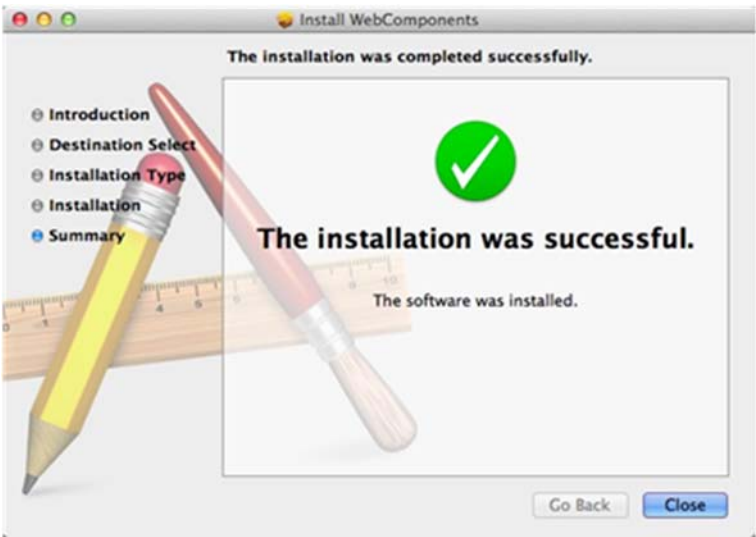 Install WebComponents
The installation was completed successfully.
Introduction
Destination Select
Installation Type
Installation
Summary
The installation was successful.
The software was installed.
Go Back
Close